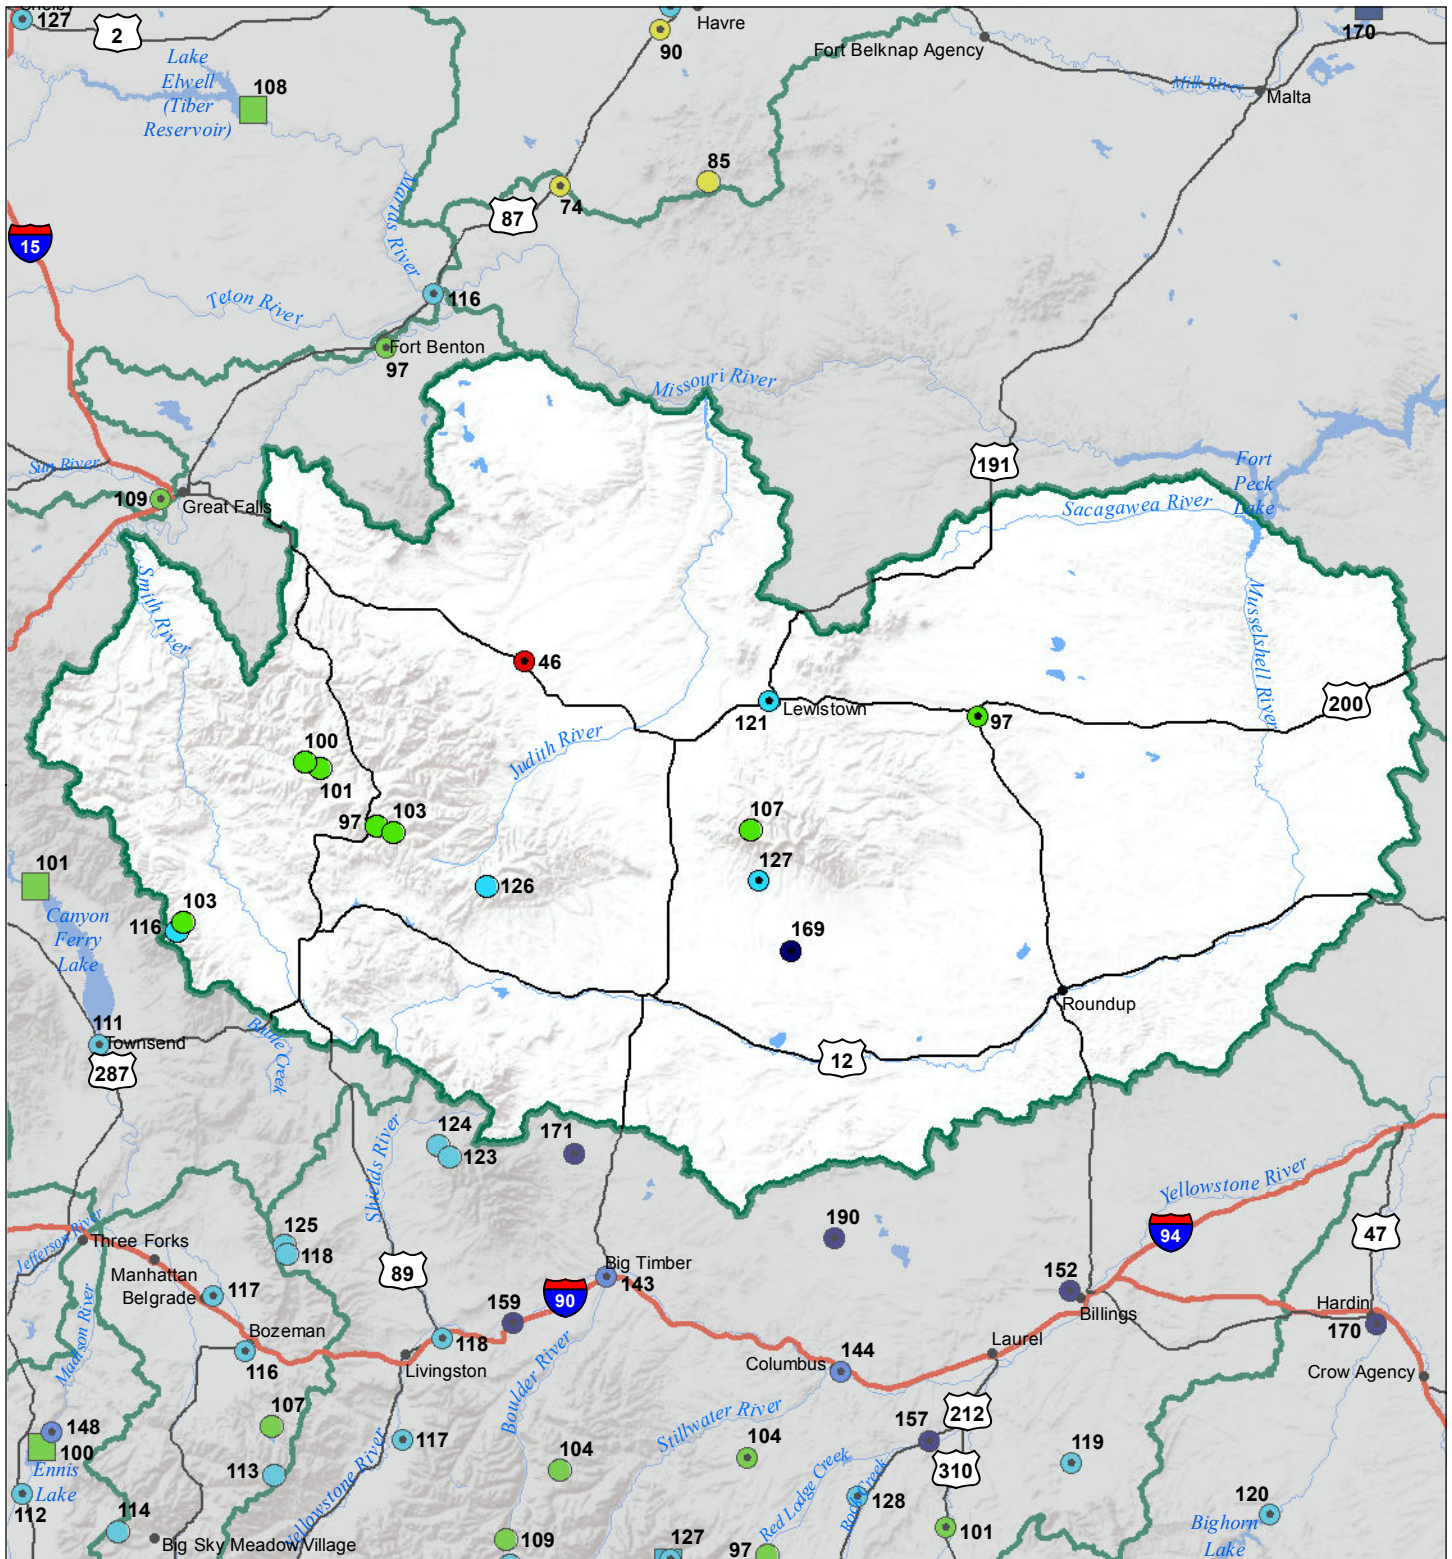 Shelby
127
2
Havre
90
Fort Belknap Agency
170
Lake
Elwell
(Tiber
Reservoir)
108
Milk River
Malta
85
74
87
Marias River
15
Teton River
116
Fort Benton
97
Missouri River
191
Sun River
109
Great Falls
Fort
Peck
Lake
Sacagawea River
Smith River
Musselshell River
46
200
121
Lewistown
97
Judith River
100
101
97
103
107
127
126
101
103
116
Canyon
Ferry
Lake
169
Roundup
111
Townsend
287
Battle Creek
12
124
123
171
Shields River
Yellowstone River
190
94
47
125
118
Jefferson River
Three Forks
Manhattan
Belgrade
117
89
Big Timber
143
90
159
152
Billings
Hardin
170
Madison River
Bozeman
116
118
Livingston
Boulder River
Columbus
144
Laurel
Crow Agency
148
100
Ennis
Lake
112
107
113
117
Yellowstone River
104
Stillwater River
104
157
212
310
119
114
Big Sky Meadow Village
109
127
97
Red Lodge Creek
Rock Creek
128
101
120
Bighorn
Lake